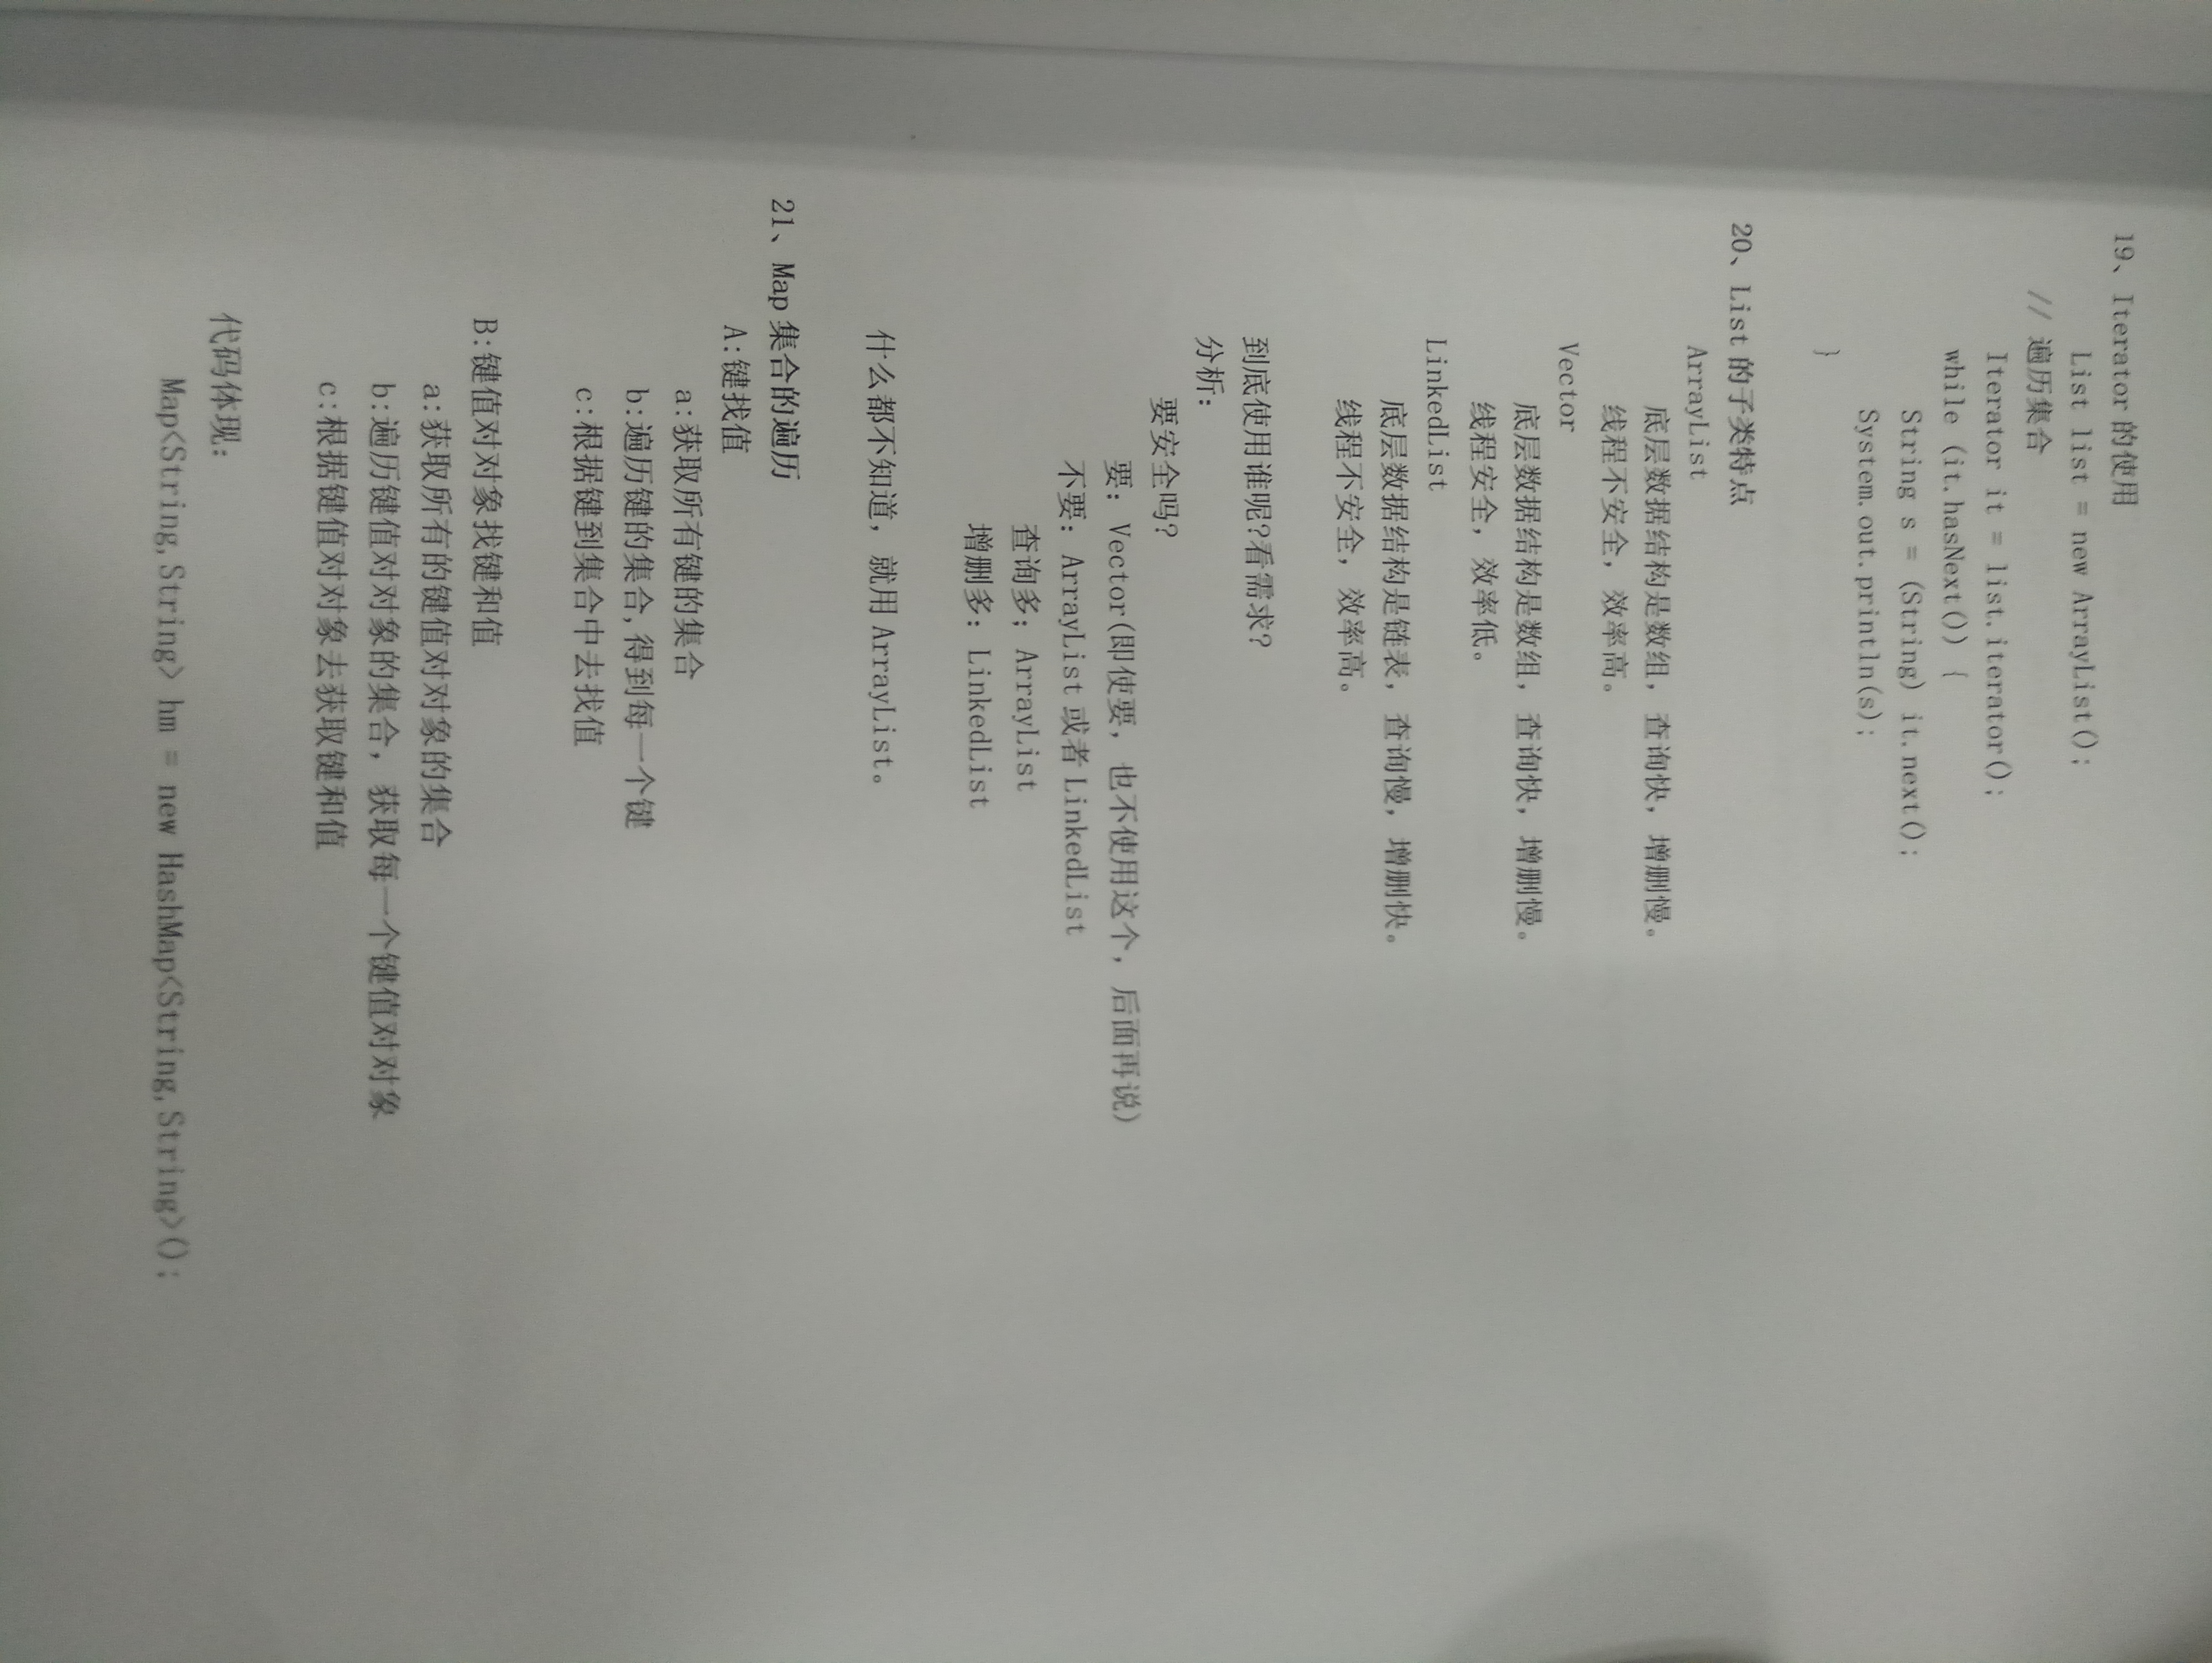 19、Iterator 的使用
List list = new ArrayList();
// 遍历集合
Iterator it = list.iterator();
while (it.hasNext()) {
String s = (String) it.next();
System.out.println(s);
}
20、List 的子类特点
ArrayList
底层数据结构是数组，查询快，增删慢。
线程不安全，效率高。
Vector
底层数据结构是数组，查询快，增删慢。
线程安全，效率低。
LinkedList
底层数据结构是链表，查询慢，增删快。
线程不安全，效率高。
到底使用谁呢?看需求?
分析：
要安全吗?
要：Vector(即使要，也不使用这个，后面再说)
不要：ArrayList 或者 LinkedList
查询多；ArrayList
增删多：LinkedList
什么都不知道，就用 ArrayList。
21、Map 集合的遍历
A:键找值
a:获取所有键的集合
b:遍历键的集合,得到每一个键
c:根据键到集合中去找值
B:键值对对象找键和值
a:获取所有的键值对对象的集合
b:遍历键值对对象的集合，获取每一个键值对对象
c:根据键值对对象去获取键和值
代码体现：
Map<String,String> hm = new HashMap<String,String>();